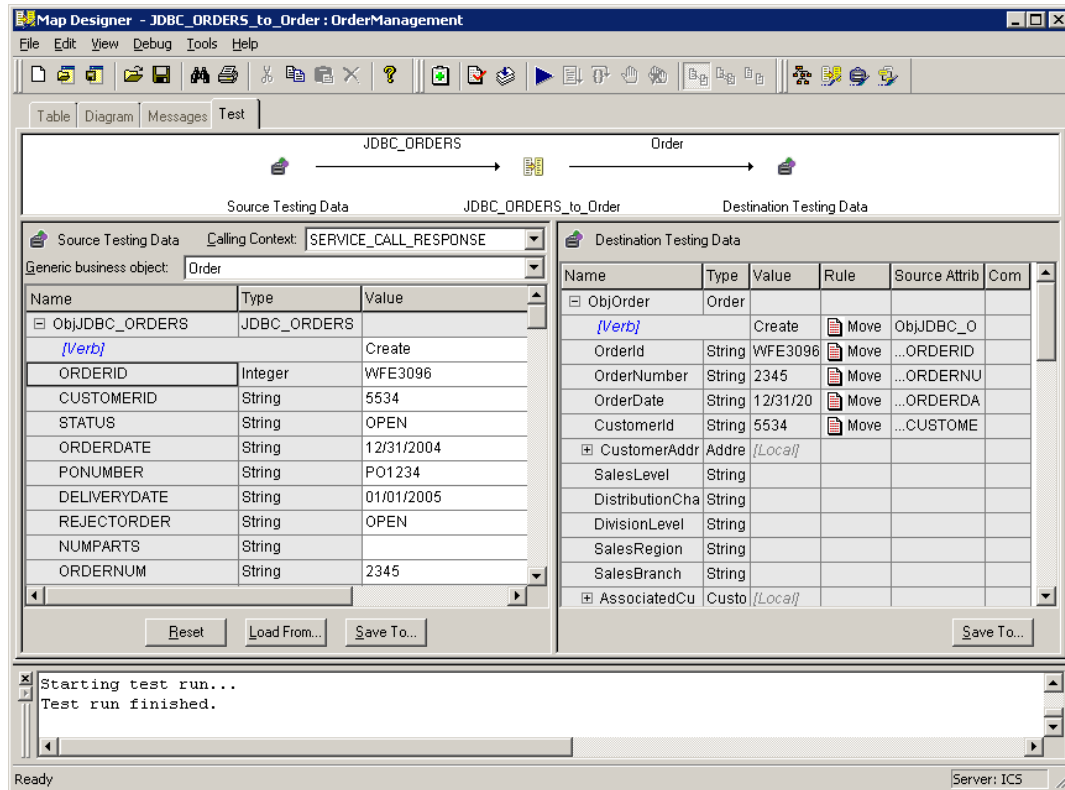 Map Designer - JDBC_ORDERS_to_Order : OrderManagement
File Edit View Debug Tools Help
Table Diagram Messages Test
JDBC_ORDERS Order
Source Testing Data JDBC_ORDERS_to_Order Destination Testing Data
Source Testing Data Calling Context: SERVICE_CALL_RESPONSE
Generic business object: Order
Name Type Value
ObjJDBC_ORDERS JDBC_ORDERS
[Verb] Create
ORDERID Integer WFE3096
CUSTOMERID String 5534
STATUS String OPEN
ORDERDATE String 12/31/2004
PONUMBER String PO1234
DELIVERYDATE String 01/01/2005
REJECTORDER String OPEN
NUMPARTS String
ORDERNUM String 2345
Reset Load From... Save To...
Destination Testing Data
Name Type Value Rule Source Attrib Com
ObjOrder Order
[Verb] Create Move ObjJDBC_O
OrderId String WFE3096 Move ...ORDERID
OrderNumber String 2345 Move ...ORDERNU
OrderDate String 12/31/20 Move ...ORDERDA
CustomerId String 5534 Move ...CUSTOME
CustomerAddr Addre [Local]
SalesLevel String
DistributionCha String
DivisionLevel String
SalesRegion String
SalesBranch String
AssociatedCu Custo [Local]
Save To...
Starting test run...
Test run finished.
Ready Server: ICS